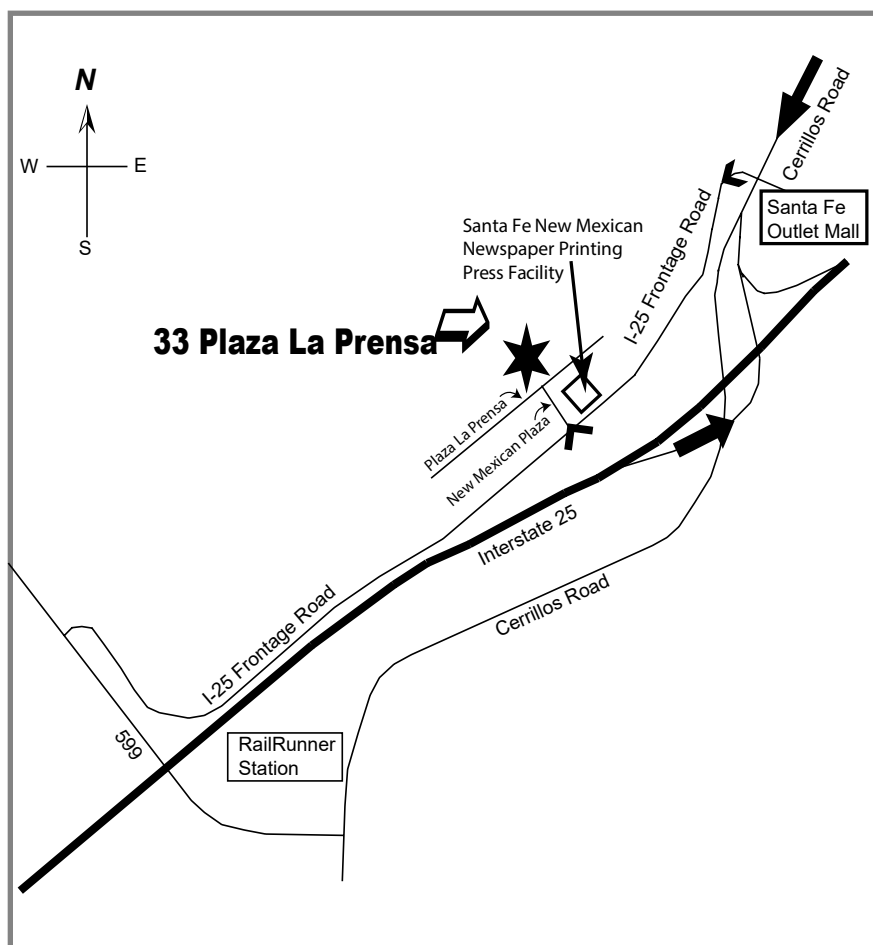 N
W
E
S
Cerrillos Road
Santa Fe
Outlet Mall
I-25 Frontage Road
Santa Fe New Mexican
Newspaper Printing
Press Facility
33 Plaza La Prensa
Plaza La Prensa
New Mexican Plaza
Interstate 25
Cerrillos Road
I-25 Frontage Road
599
RailRunner
Station